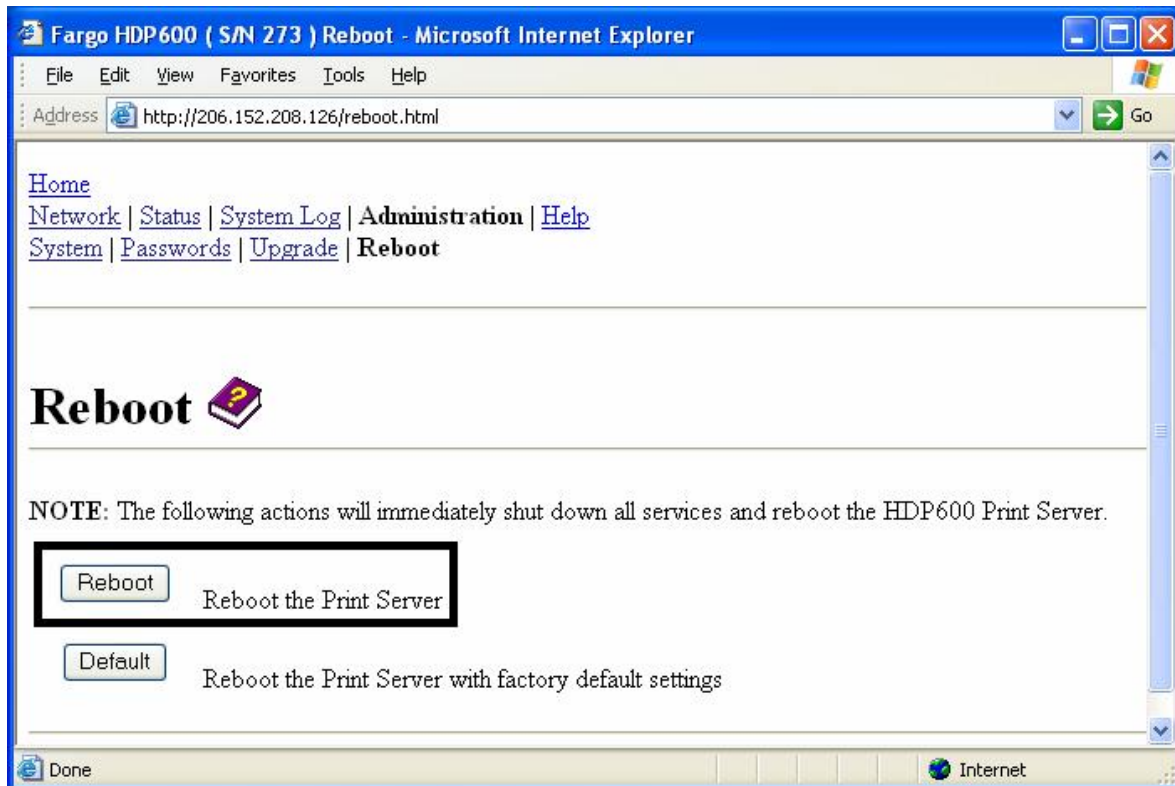 Fargo HDP600 ( S/N 273 ) Reboot - Microsoft Internet Explorer
File Edit View Favorites Tools Help
Address http://206.152.208.126/reboot.html Go
Home
Network | Status | System Log | Administration | Help
System | Passwords | Upgrade | Reboot
Reboot
NOTE: The following actions will immediately shut down all services and reboot the HDP600 Print Server.
Reboot Reboot the Print Server
Default Reboot the Print Server with factory default settings
Done Internet